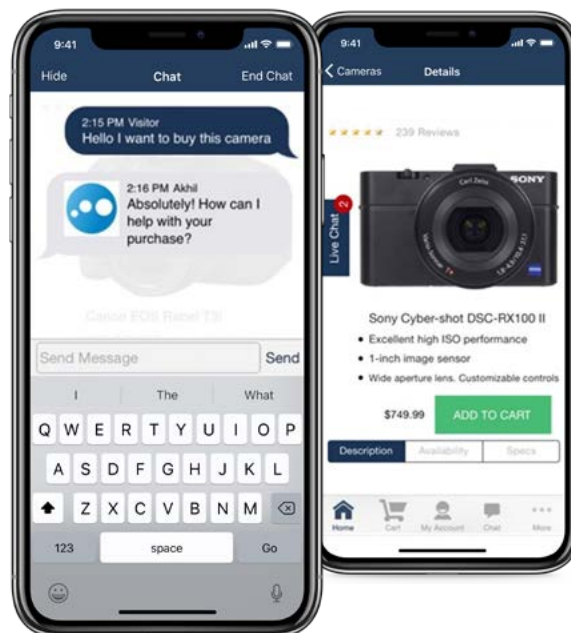 9:41
Hide Chat End Chat
2:15 PM Visitor
Hello I want to buy this camera
2:16 PM Akhil
Absolutely! How can I
help with your
purchase?
Canon EOS Rebel T3i
Send Message Send
I The What
Q W E R T Y U I O P
A S D F G H J K L
Z X C V B N M
123 space Go
9:41
Cameras Details
239 Reviews
Live Chat 2
SONY
Carl Zeiss
Sony Cyber-shot DSC-RX100 II
• Excellent high ISO performance
• 1-inch image sensor
• Wide aperture lens. Customizable controls
$749.99 ADD TO CART
Description Availability Specs
Home Cart My Account Chat More